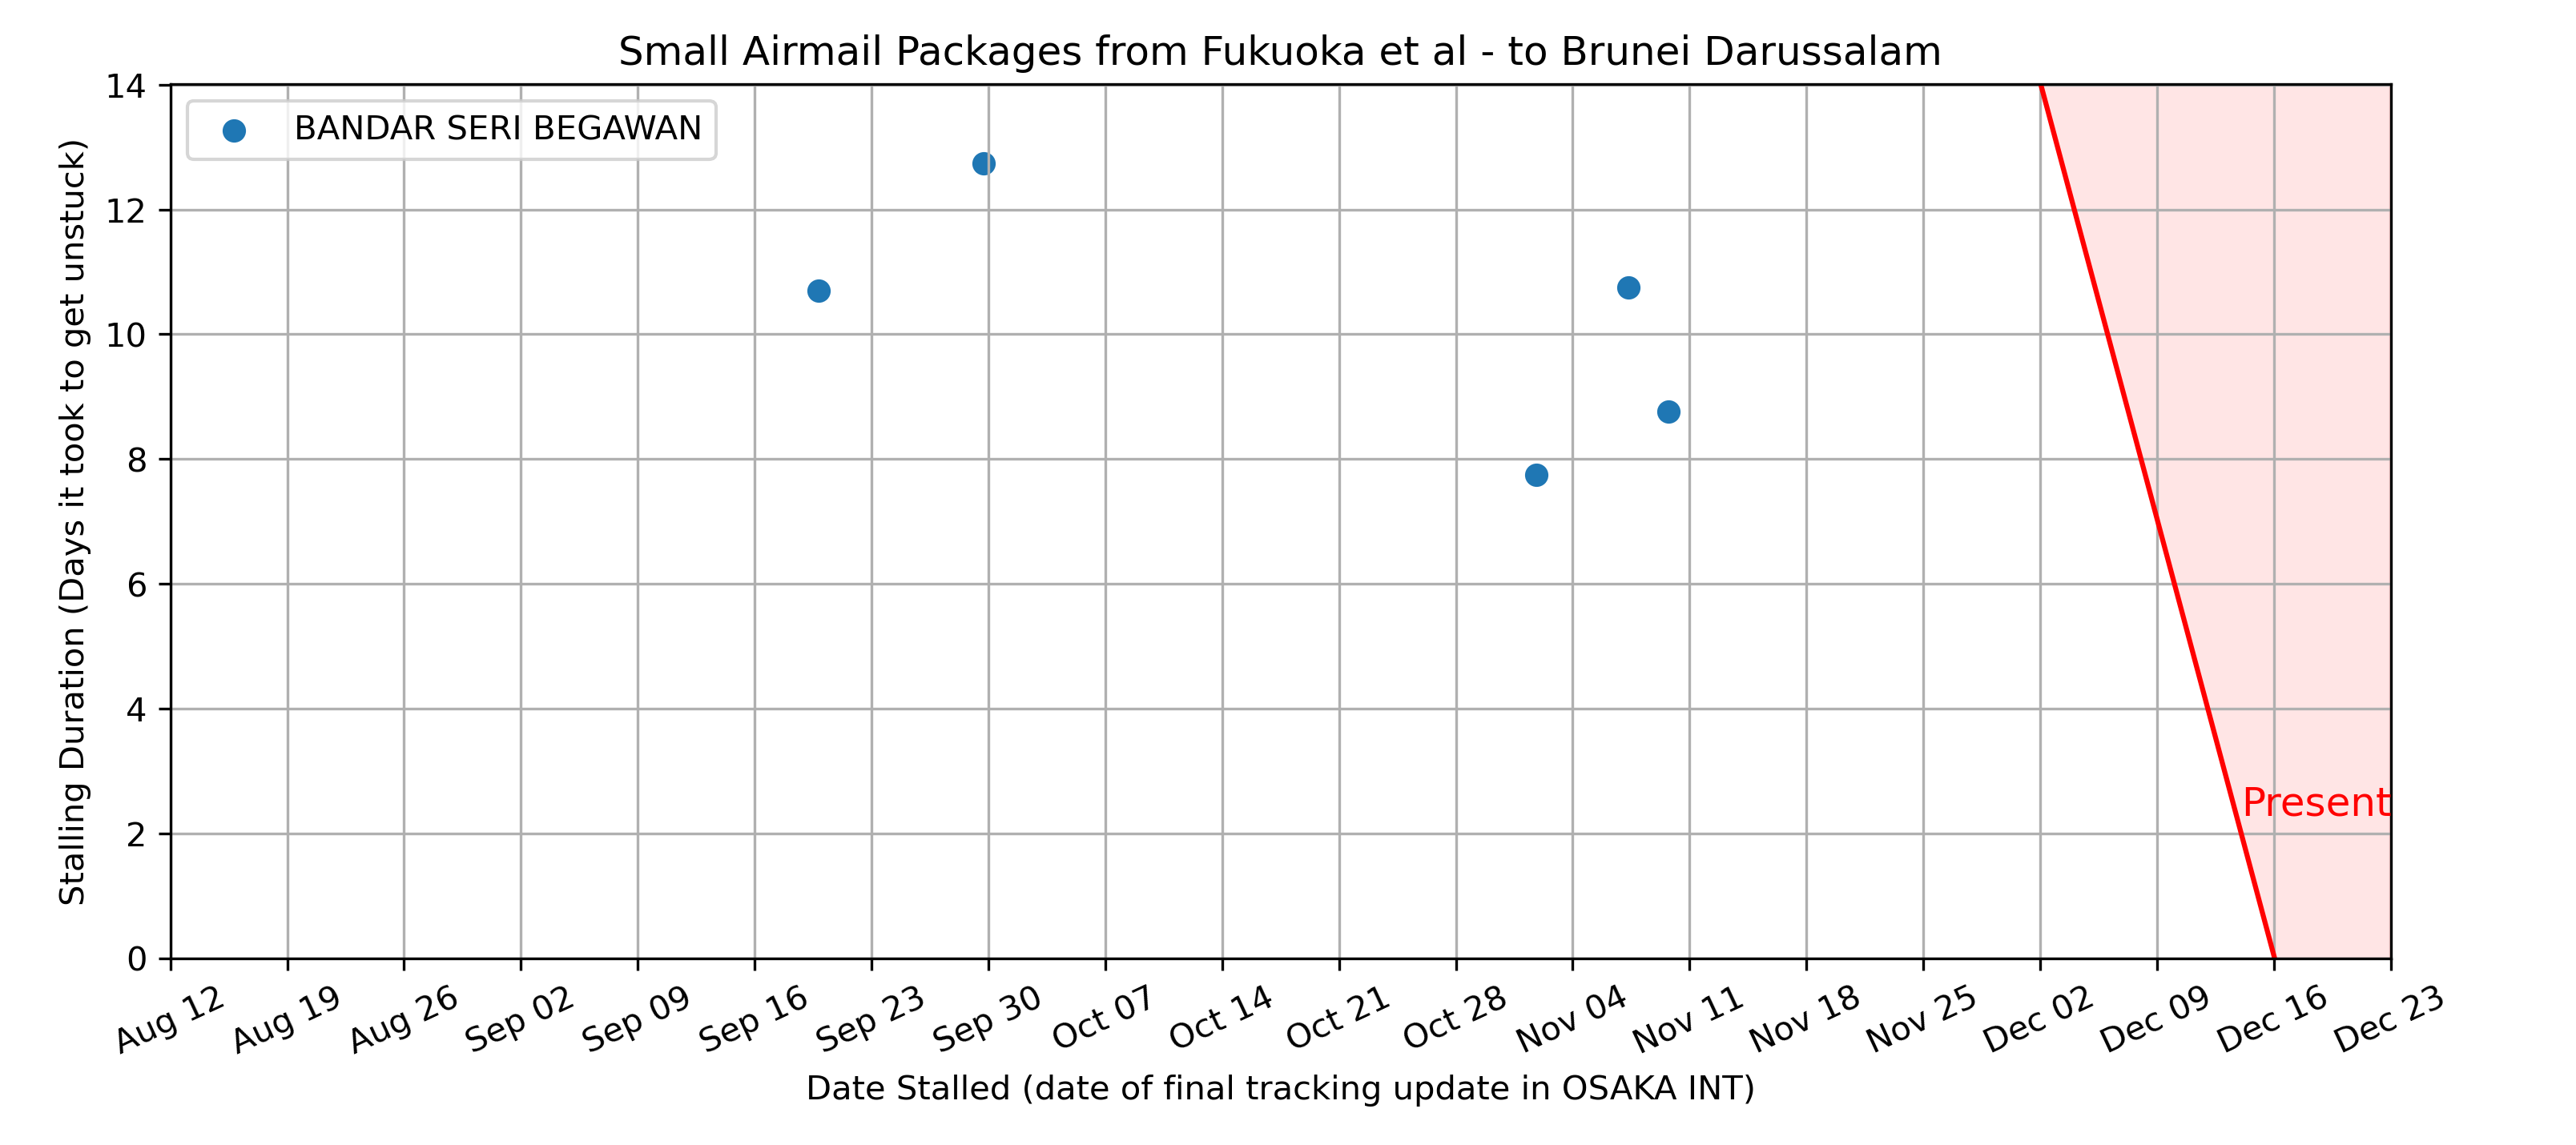 Small Airmail Packages from Fukuoka et al - to Brunei Darussalam
BANDAR SERI BEGAWAN
Stalling Duration (Days it took to get unstuck)
14
12
10
8
6
4
2
0
Present
Aug 12
Aug 19
Aug 26
Sep 02
Sep 09
Sep 16
Sep 23
Sep 30
Oct 07
Oct 14
Oct 21
Oct 28
Nov 04
Nov 11
Nov 18
Nov 25
Dec 02
Dec 09
Dec 16
Dec 23
Date Stalled (date of final tracking update in OSAKA INT)